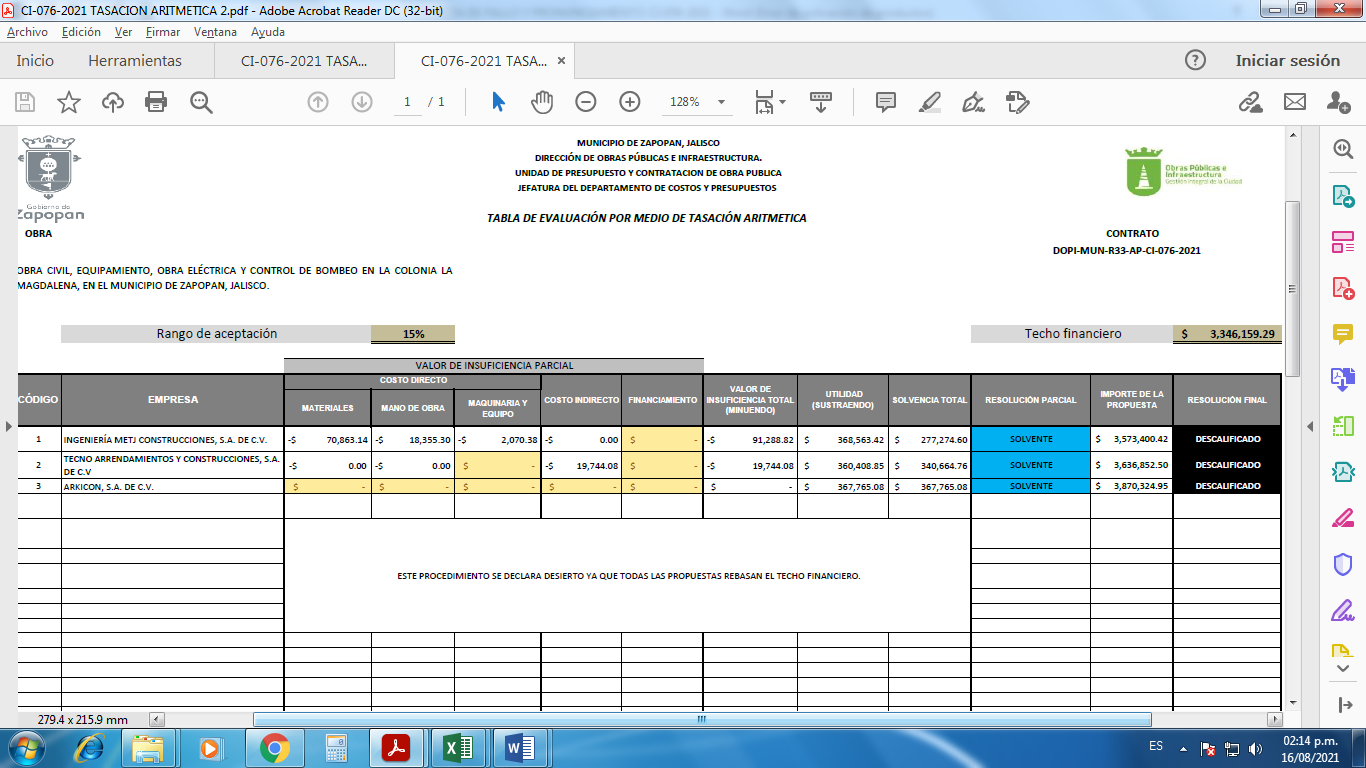 CI-076-2021 TASACION ARITMETICA 2.pdf - Adobe Acrobat Reader DC (32-bit)
Archivo Edición Ver Firmar Ventana Ayuda
Inicio Herramientas CI-076-2021 TASA... CI-076-2021 TASA... × ? Iniciar sesión
1 / 1 128%
MUNICIPIO DE ZAPOPAN, JALISCO
DIRECCIÓN DE OBRAS PÚBLICAS E INFRAESTRUCTURA.
UNIDAD DE PRESUPUESTO Y CONTRATACION DE OBRA PUBLICA
JEFATURA DEL DEPARTAMENTO DE COSTOS Y PRESUPUESTOS
Gobierno de
Zapopan
Obras Públicas e
Infraestructura
Gestión Integral de la Ciudad
TABLA DE EVALUACIÓN POR MEDIO DE TASACIÓN ARITMETICA
OBRA
CONTRATO
DOPI-MUN-R33-AP-CI-076-2021
OBRA CIVIL, EQUIPAMIENTO, OBRA ELÉCTRICA Y CONTROL DE BOMBEO EN LA COLONIA LA
MAGDALENA, EN EL MUNICIPIO DE ZAPOPAN, JALISCO.
Rango de aceptación 15% Techo financiero $ 3,346,159.29
VALOR DE INSUFICIENCIA PARCIAL
CÓDIGO EMPRESA COSTO DIRECTO MATERIALES MANO DE OBRA MAQUINARIA Y EQUIPO COSTO INDIRECTO FINANCIAMIENTO VALOR DE INSUFICIENCIA TOTAL (MINUENDO) UTILIDAD (SUSTRAENDO) SOLVENCIA TOTAL RESOLUCIÓN PARCIAL IMPORTE DE LA PROPUESTA RESOLUCIÓN FINAL
1 INGENIERÍA METJ CONSTRUCCIONES, S.A. DE C.V. -$ 70,863.14 -$ 18,355.30 -$ 2,070.38 -$ 0.00 $ - -$ 91,288.82 $ 368,563.42 $ 277,274.60 SOLVENTE $ 3,573,400.42 DESCALIFICADO
2 TECNO ARRENDAMIENTOS Y CONSTRUCCIONES, S.A. DE C.V -$ 0.00 -$ 0.00 $ - -$ 19,744.08 $ - -$ 19,744.08 $ 360,408.85 $ 340,664.76 SOLVENTE $ 3,636,852.50 DESCALIFICADO
3 ARKICON, S.A. DE C.V. $ - $ - $ - $ - $ - $ - $ 367,765.08 $ 367,765.08 SOLVENTE $ 3,870,324.95 DESCALIFICADO
ESTE PROCEDIMIENTO SE DECLARA DESIERTO YA QUE TODAS LAS PROPUESTAS REBASAN EL TECHO FINANCIERO.
279.4 x 215.9 mm
ES 02:14 p.m.
16/08/2021